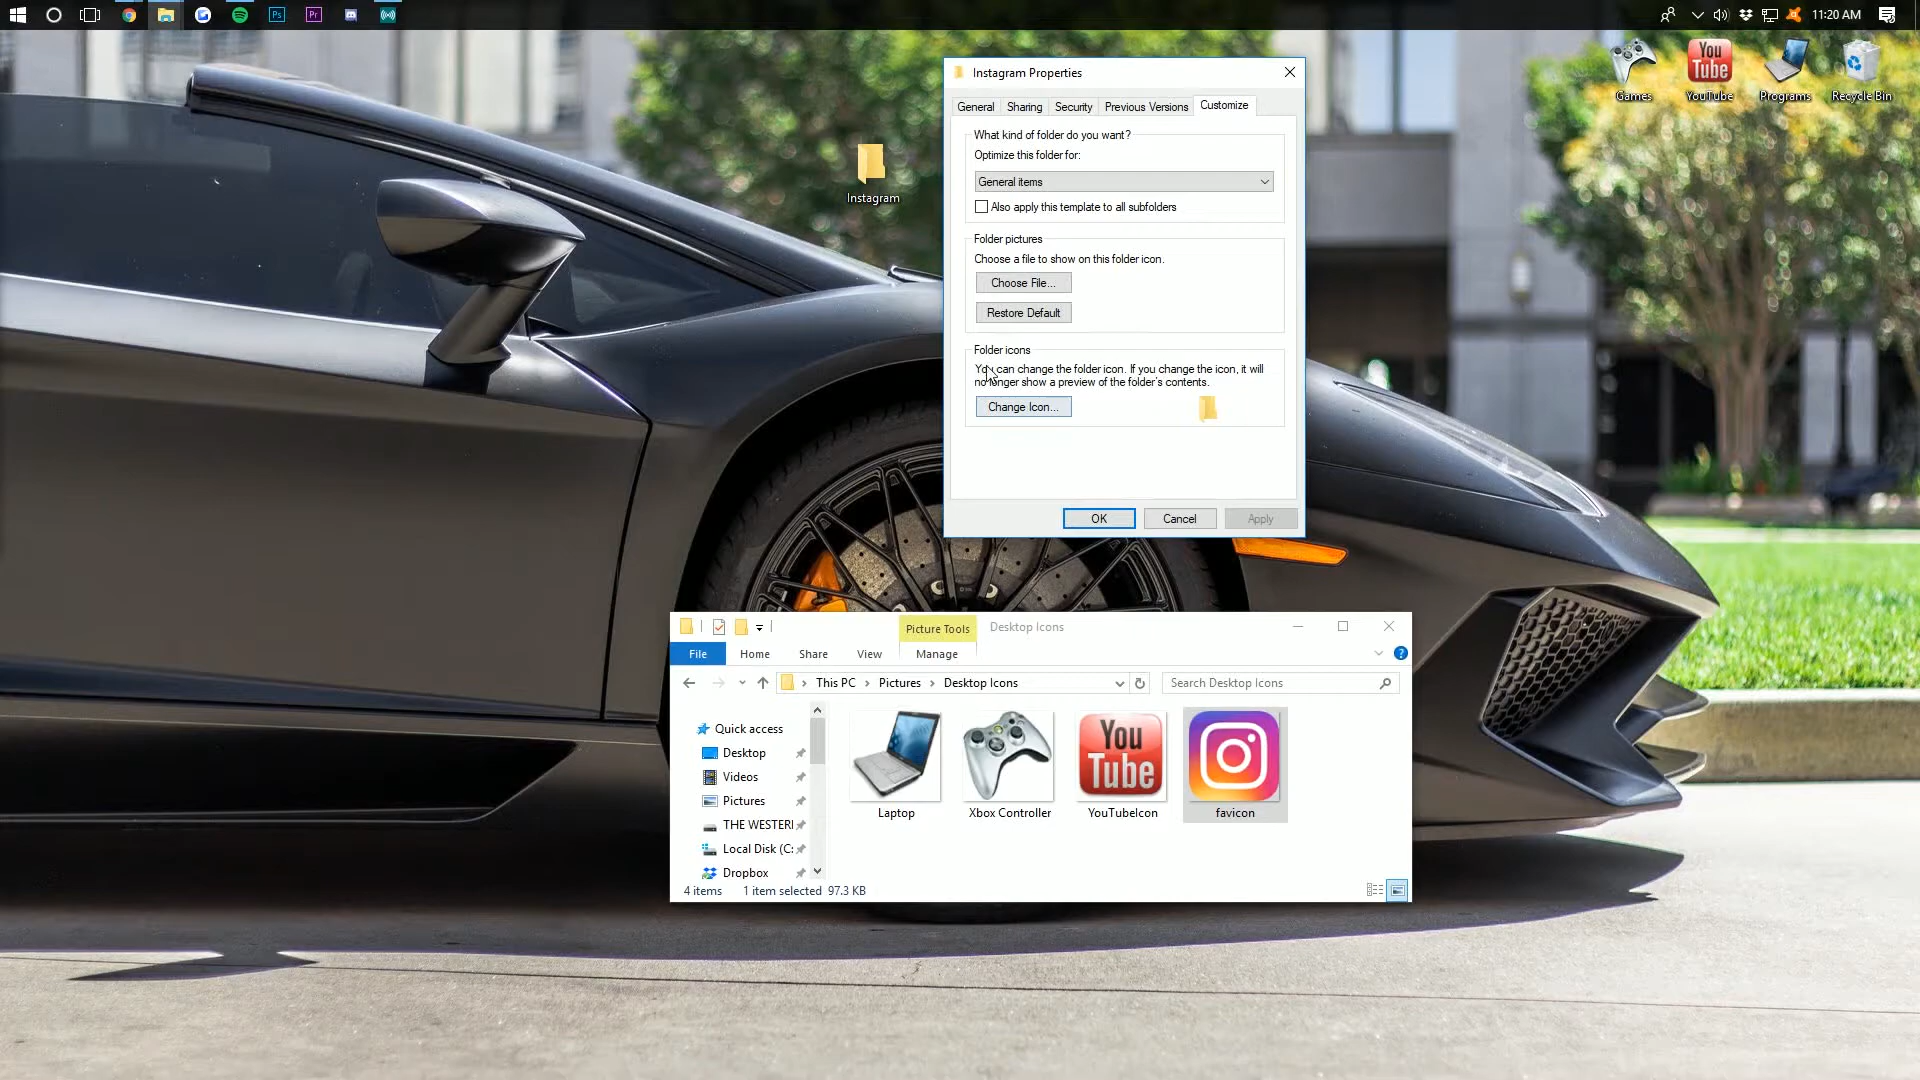 Ps
Pr
11:20 AM
Games
YouTube
Programs
Recycle Bin
Instagram
Instagram Properties
General
Sharing
Security
Previous Versions
Customize
What kind of folder do you want?
Optimize this folder for:
General items
Also apply this template to all subfolders
Folder pictures
Choose a file to show on this folder icon.
Choose File...
Restore Default
Folder icons
You can change the folder icon. If you change the icon, it will
no longer show a preview of the folder's contents.
Change Icon...
OK
Cancel
Apply
Picture Tools
Desktop Icons
File
Home
Share
View
Manage
This PC
Pictures
Desktop Icons
Search Desktop Icons
Quick access
Desktop
Videos
Pictures
THE WESTERI
Local Disk (C:
Dropbox
Laptop
Xbox Controller
YouTubeIcon
favicon
You
Tube
You
Tube
4 items
1 item selected 97.3 KB